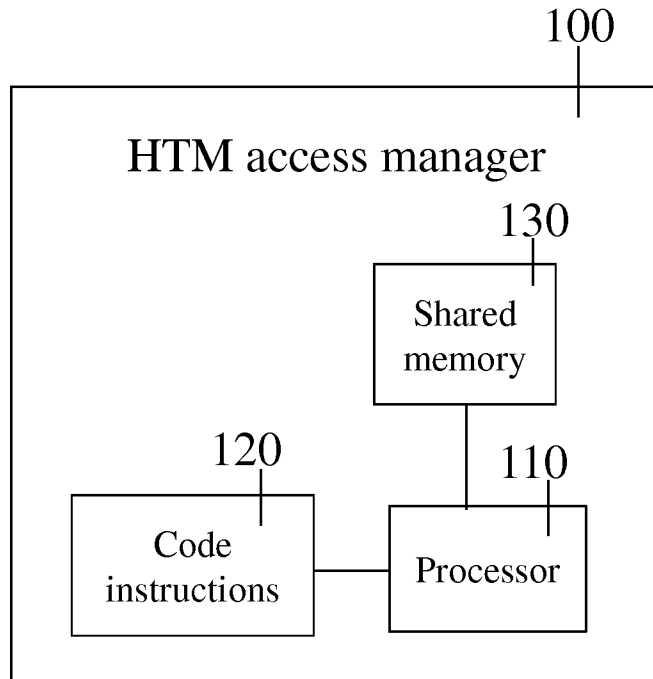 100
HTM access manager
130
Shared
memory
120
110
Code
instructions
Processor